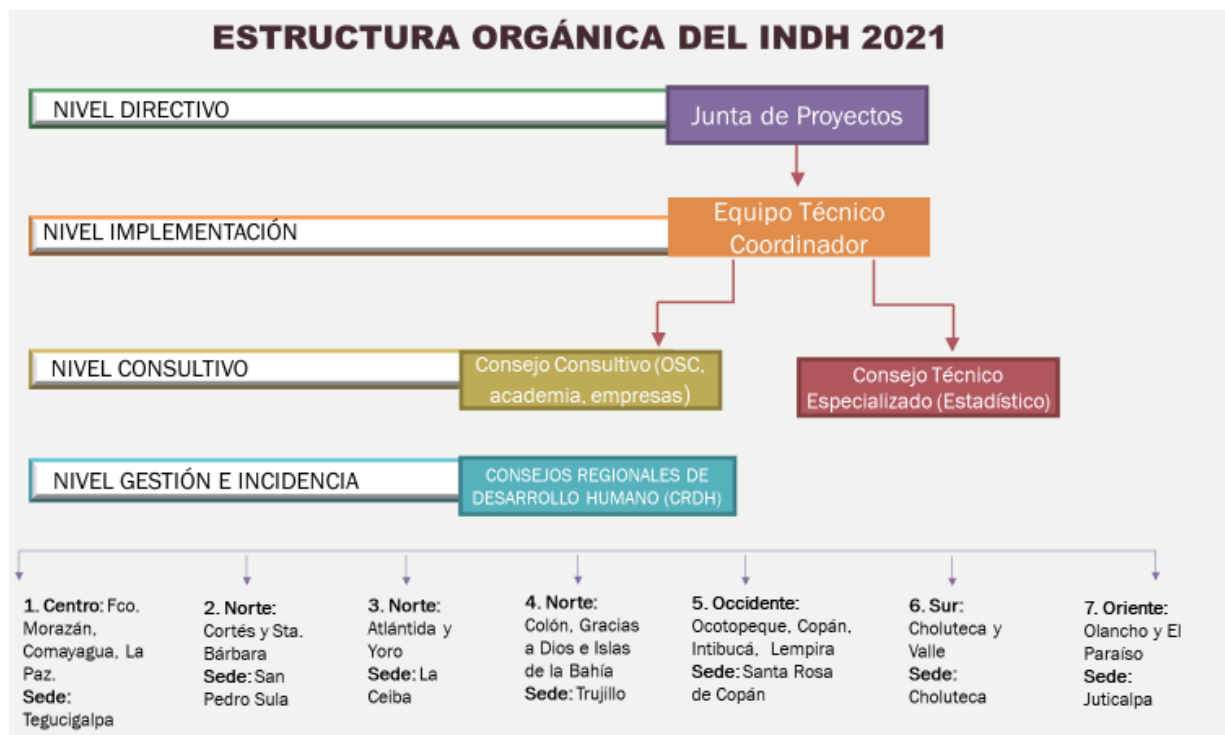 ESTRUCTURA ORGÁNICA DEL INDH 2021
NIVEL DIRECTIVO
Junta de Proyectos
NIVEL IMPLEMENTACIÓN
Equipo Técnico
Coordinador
NIVEL CONSULTIVO
Consejo Consultivo (OSC,
academia, empresas)
Consejo Técnico
Especializado (Estadístico)
NIVEL GESTIÓN E INCIDENCIA
CONSEJOS REGIONALES DE
DESARROLLO HUMANO (CRDH)
1. Centro: Fco.
Morazán,
Comayagua, La
Paz.
Sede:
Tegucigalpa
2. Norte:
Cortés y Sta.
Bárbara
Sede: San
Pedro Sula
3. Norte:
Atlántida y
Yoro
Sede: La
Ceiba
4. Norte:
Colón, Gracias
a Dios e Islas
de la Bahía
Sede: Trujillo
5. Occidente:
Ocotopeque, Copán,
Intibucá, Lempira
Sede: Santa Rosa
de Copán
6. Sur:
Choluteca y
Valle
Sede:
Choluteca
7. Oriente:
Olancho y El
Paraíso
Sede:
Juticalpa